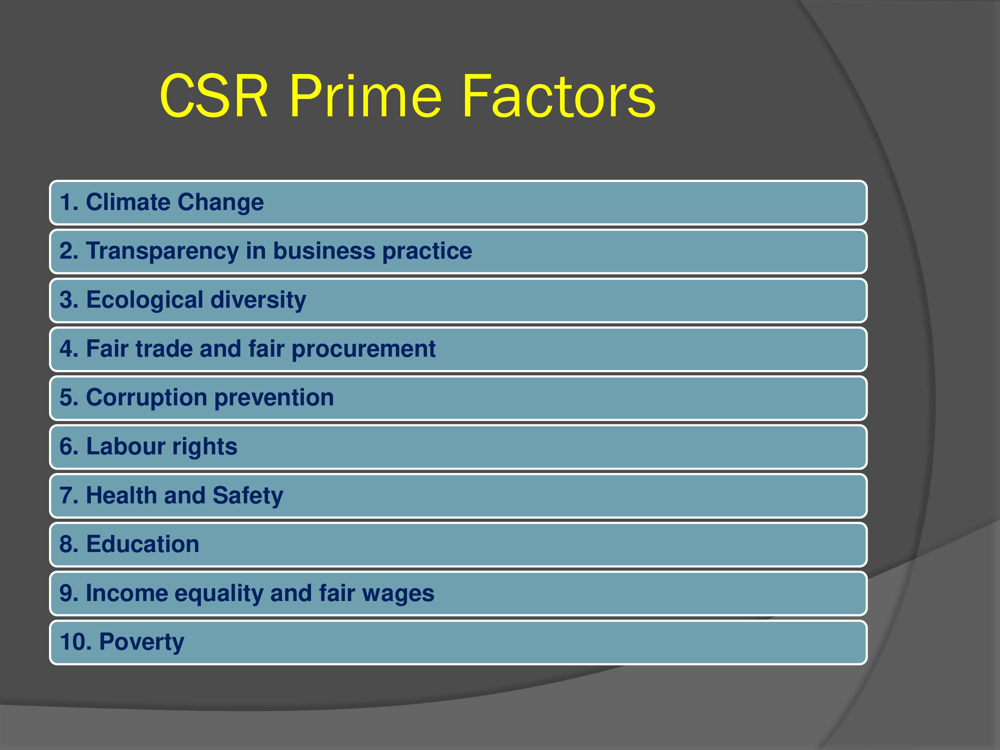 CSR Prime Factors
1. Climate Change
2. Transparency in business practice
3. Ecological diversity
4. Fair trade and fair procurement
5. Corruption prevention
6. Labour rights
7. Health and Safety
8. Education
9. Income equality and fair wages
10. Poverty